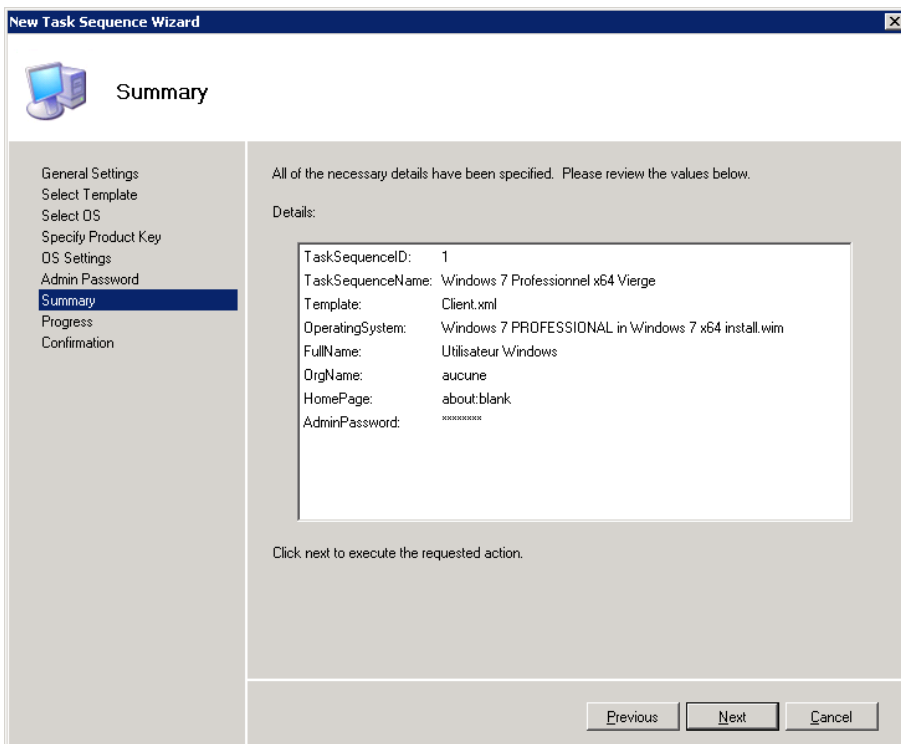 New Task Sequence Wizard
Summary
General Settings
Select Template
Select OS
Specify Product Key
OS Settings
Admin Password
Summary
Progress
Confirmation
All of the necessary details have been specified.  Please review the values below.
Details:
TaskSequenceID: 1
TaskSequenceName: Windows 7 Professionnel x64 Vierge
Template: Client.xml
OperatingSystem: Windows 7 PROFESSIONAL in Windows 7 x64 install.wim
FullName: Utilisateur Windows
OrgName: aucune
HomePage: about:blank
AdminPassword: ********
Click next to execute the requested action.
Previous Next Cancel